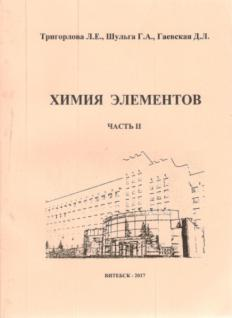 Тригорлова Л.Е., Шульга Г.А., Гаевская Д.Л.
ХИМИЯ ЭЛЕМЕНТОВ
ЧАСТЬ II
ВИТЕБСК - 2017